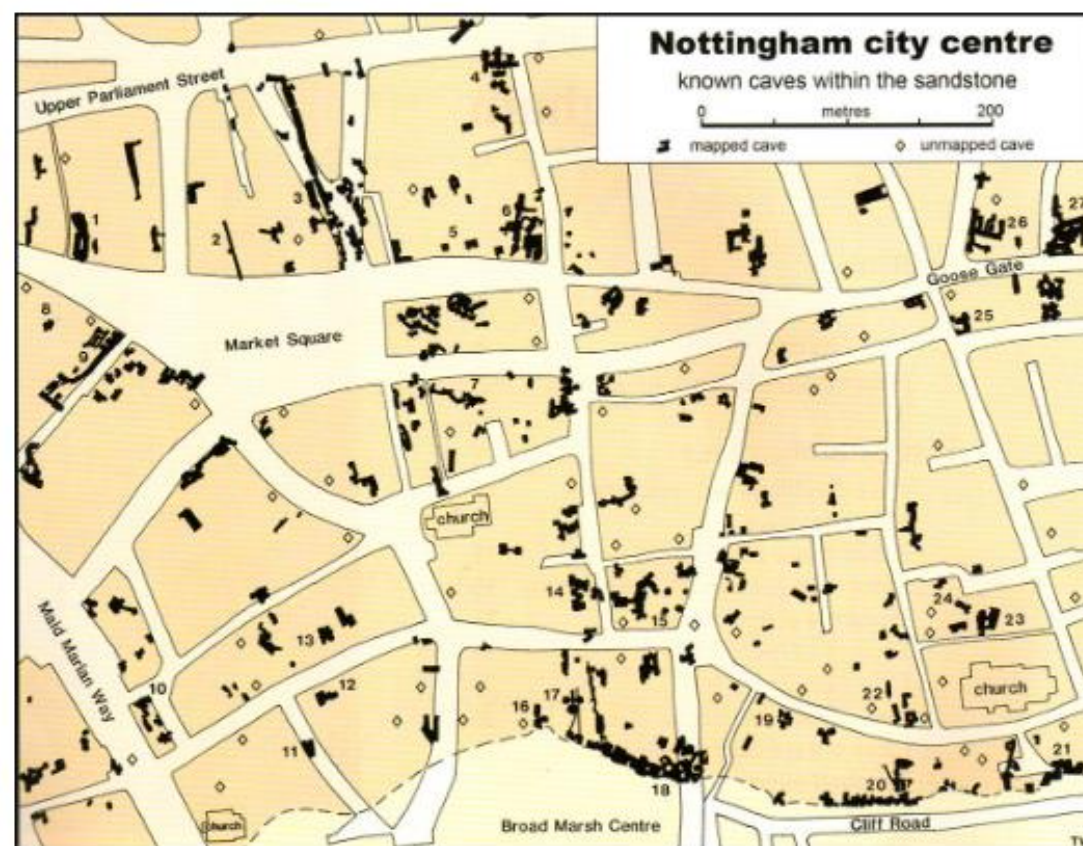 Nottingham city centre
known caves within the sandstone
0 metres 200
mapped cave
unmapped cave
Upper Parliament Street
4
3
1
2
5
6
26
27
Goose Gate
25
8
9
Market Square
7
church
14
15
24
23
13
Maid Marian Way
10
12
11
17
16
22
church
19
21
18
20
church
Broad Marsh Centre
Cliff Road